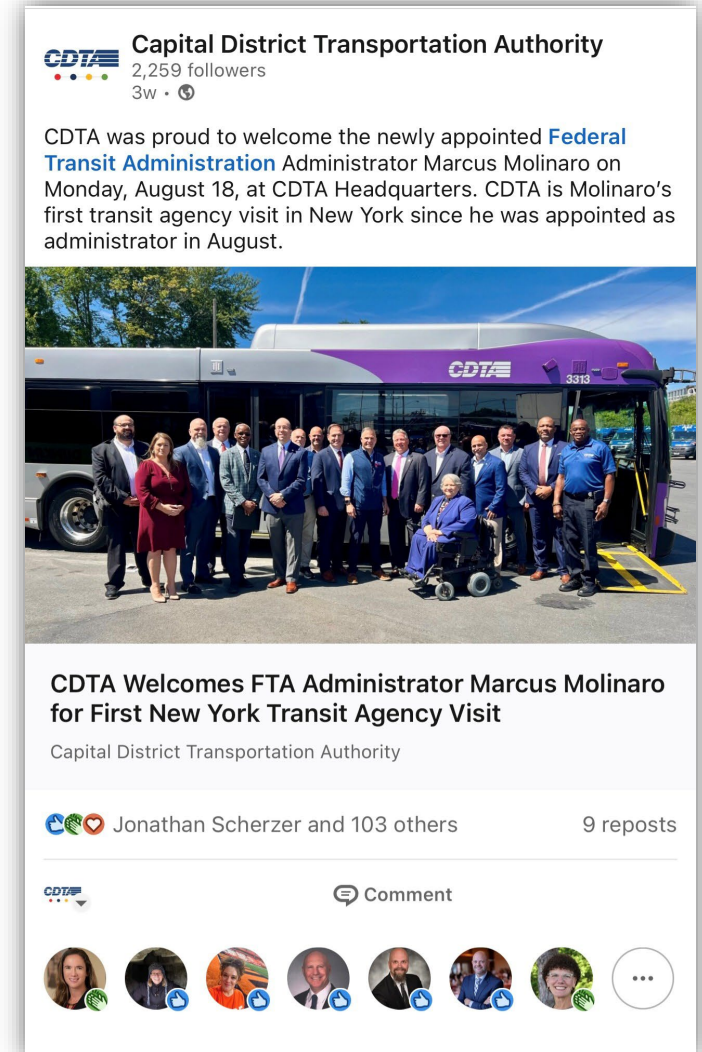 CDTA
Capital District Transportation Authority
2,259 followers
3w •
CDTA was proud to welcome the newly appointed Federal
Transit Administration Administrator Marcus Molinaro on
Monday, August 18, at CDTA Headquarters. CDTA is Molinaro’s
first transit agency visit in New York since he was appointed as
administrator in August.
CDTA
3313
CDTA Welcomes FTA Administrator Marcus Molinaro
for First New York Transit Agency Visit
Capital District Transportation Authority
Jonathan Scherzer and 103 others
9 reposts
CDTA
Comment